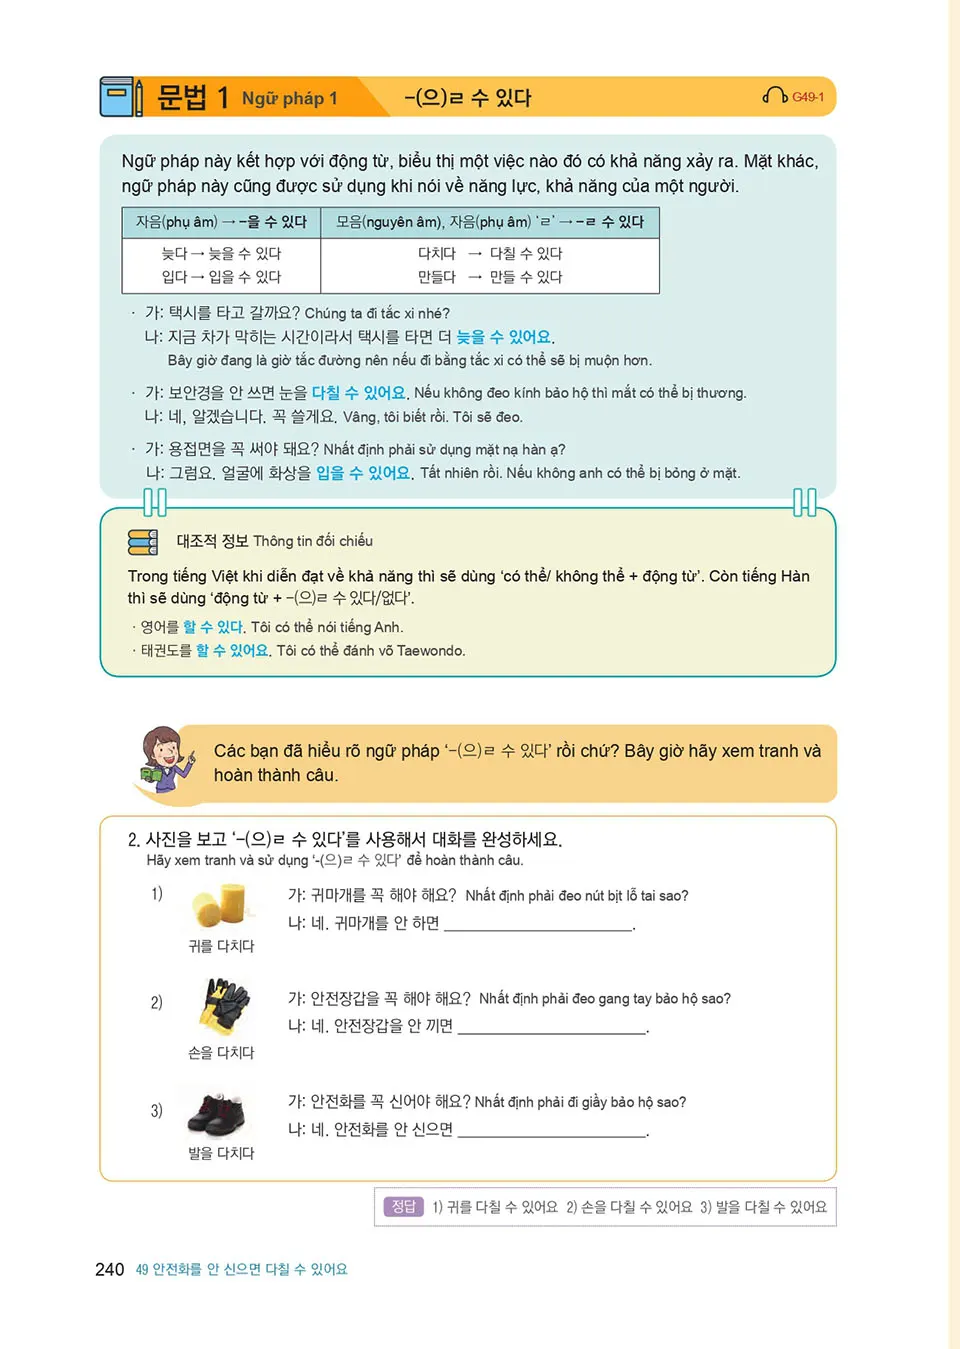 문법 1 Ngữ pháp 1 -(으)ㄹ 수 있다 G49-1
Ngữ pháp này kết hợp với động từ, biểu thị một việc nào đó có khả năng xảy ra. Mặt khác,
ngữ pháp này cũng được sử dụng khi nói về năng lực, khả năng của một người.
자음(phụ âm) → -을 수 있다 모음(nguyên âm), 자음(phụ âm) 'ㄹ' → -ㄹ 수 있다
늦다 → 늦을 수 있다 다치다 → 다칠 수 있다
입다 → 입을 수 있다 만들다 → 만들 수 있다
· 가: 택시를 타고 갈까요? Chúng ta đi tắc xi nhé?
나: 지금 차가 막히는 시간이라서 택시를 타면 더 늦을 수 있어요.
Bây giờ đang là giờ tắc đường nên nếu đi bằng tắc xi có thể sẽ bị muộn hơn.
· 가: 보안경을 안 쓰면 눈을 다칠 수 있어요. Nếu không đeo kính bảo hộ thì mắt có thể bị thương.
나: 네, 알겠습니다. 꼭 쓸게요. Vâng, tôi biết rồi. Tôi sẽ đeo.
· 가: 용접면을 꼭 써야 돼요? Nhất định phải sử dụng mặt nạ hàn ạ?
나: 그럼요. 얼굴에 화상을 입을 수 있어요. Tất nhiên rồi. Nếu không anh có thể bị bỏng ở mặt.
대조적 정보 Thông tin đối chiếu
Trong tiếng Việt khi diễn đạt về khả năng thì sẽ dùng 'có thể/ không thể + động từ'. Còn tiếng Hàn
thì sẽ dùng 'động từ + -(으)ㄹ 수 있다/없다'.
· 영어를 할 수 있다. Tôi có thể nói tiếng Anh.
· 태권도를 할 수 있어요. Tôi có thể đánh võ Taewondo.
Các bạn đã hiểu rõ ngữ pháp '-(으)ㄹ 수 있다' rồi chứ? Bây giờ hãy xem tranh và
hoàn thành câu.
2. 사진을 보고 '-(으)ㄹ 수 있다'를 사용해서 대화를 완성하세요.
Hãy xem tranh và sử dụng '-(으)ㄹ 수 있다' để hoàn thành câu.
1) 가: 귀마개를 꼭 해야 해요? Nhất định phải đeo nút bịt lỗ tai sao?
나: 네. 귀마개를 안 하면 ______________________.
귀를 다치다
2) 가: 안전장갑을 꼭 해야 해요? Nhất định phải đeo gang tay bảo hộ sao?
나: 네. 안전장갑을 안 끼면 ______________________.
손을 다치다
3) 가: 안전화를 꼭 신어야 해요? Nhất định phải đi giầy bảo hộ sao?
나: 네. 안전화를 안 신으면 ______________________.
발을 다치다
정답 1) 귀를 다칠 수 있어요 2) 손을 다칠 수 있어요 3) 발을 다칠 수 있어요
240 49 안전화를 안 신으면 다칠 수 있어요